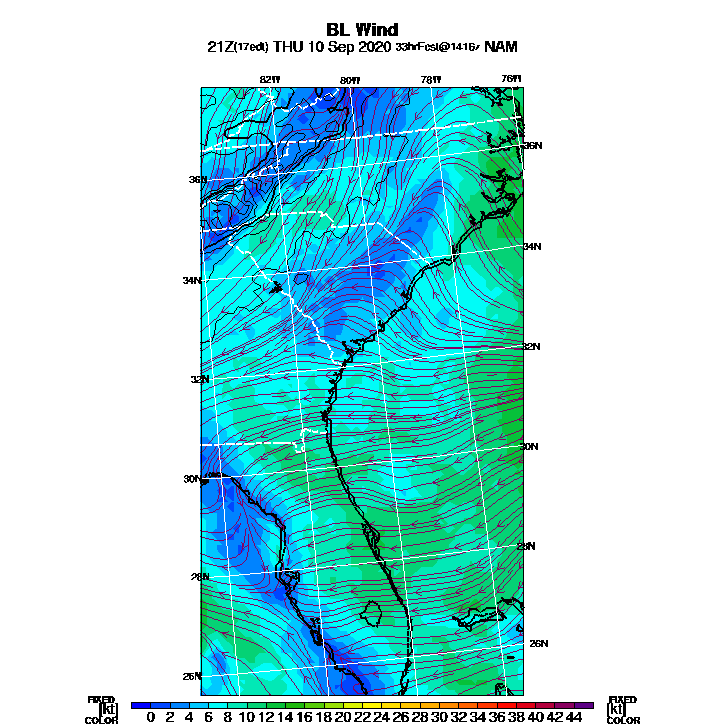 BL Wind
21Z(17edt) THU 10 Sep 2020 33hrFcst@1416z NAM
82W 80W 78W 76W
36N
36N
34N
34N
32N
32N
30N
30N
28N
28N
26N
26N
FIXED FIXED
[kt] 0 2 4 6 8 10 12 14 16 18 20 22 24 26 28 30 32 34 36 38 40 42 44 [kt]
COLOR COLOR